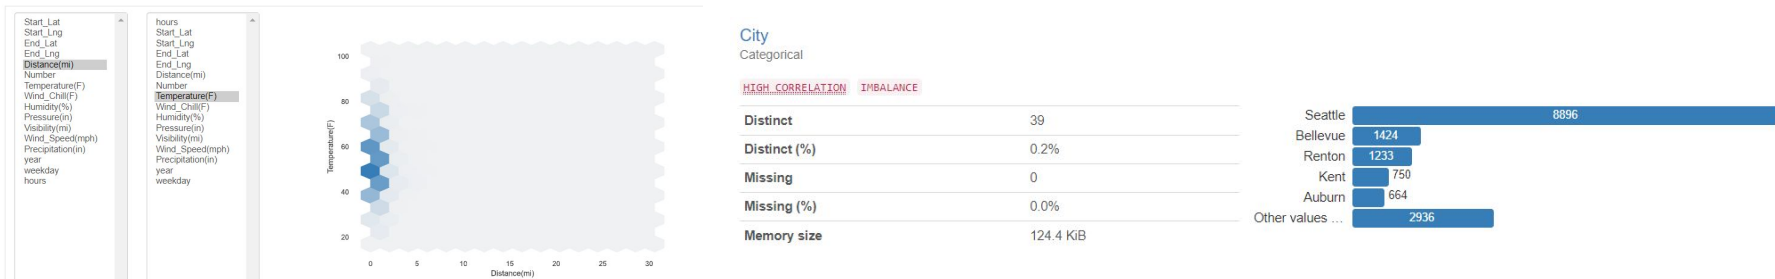 Start_Lat
Start_Lng
End_Lat
End_Lng
Distance(mi)
Number
Temperature(F)
Wind_Chill(F)
Humidity(%)
Pressure(in)
Visibility(mi)
Wind_Speed(mph)
Precipitation(in)
year
weekday
hours
hours
Start_Lat
Start_Lng
End_Lat
End_Lng
Distance(mi)
Number
Temperature(F)
Wind_Chill(F)
Humidity(%)
Pressure(in)
Visibility(mi)
Wind_Speed(mph)
Precipitation(in)
year
weekday
Temperature(F)
100
80
60
40
20
0 5 10 15 20 25 30
Distance(mi)
City
Categorical
HIGH CORRELATION IMBALANCE
Distinct 39
Distinct (%) 0.2%
Missing 0
Missing (%) 0.0%
Memory size 124.4 KiB
Seattle 8896
Bellevue 1424
Renton 1233
Kent 750
Auburn 664
Other values ... 2936